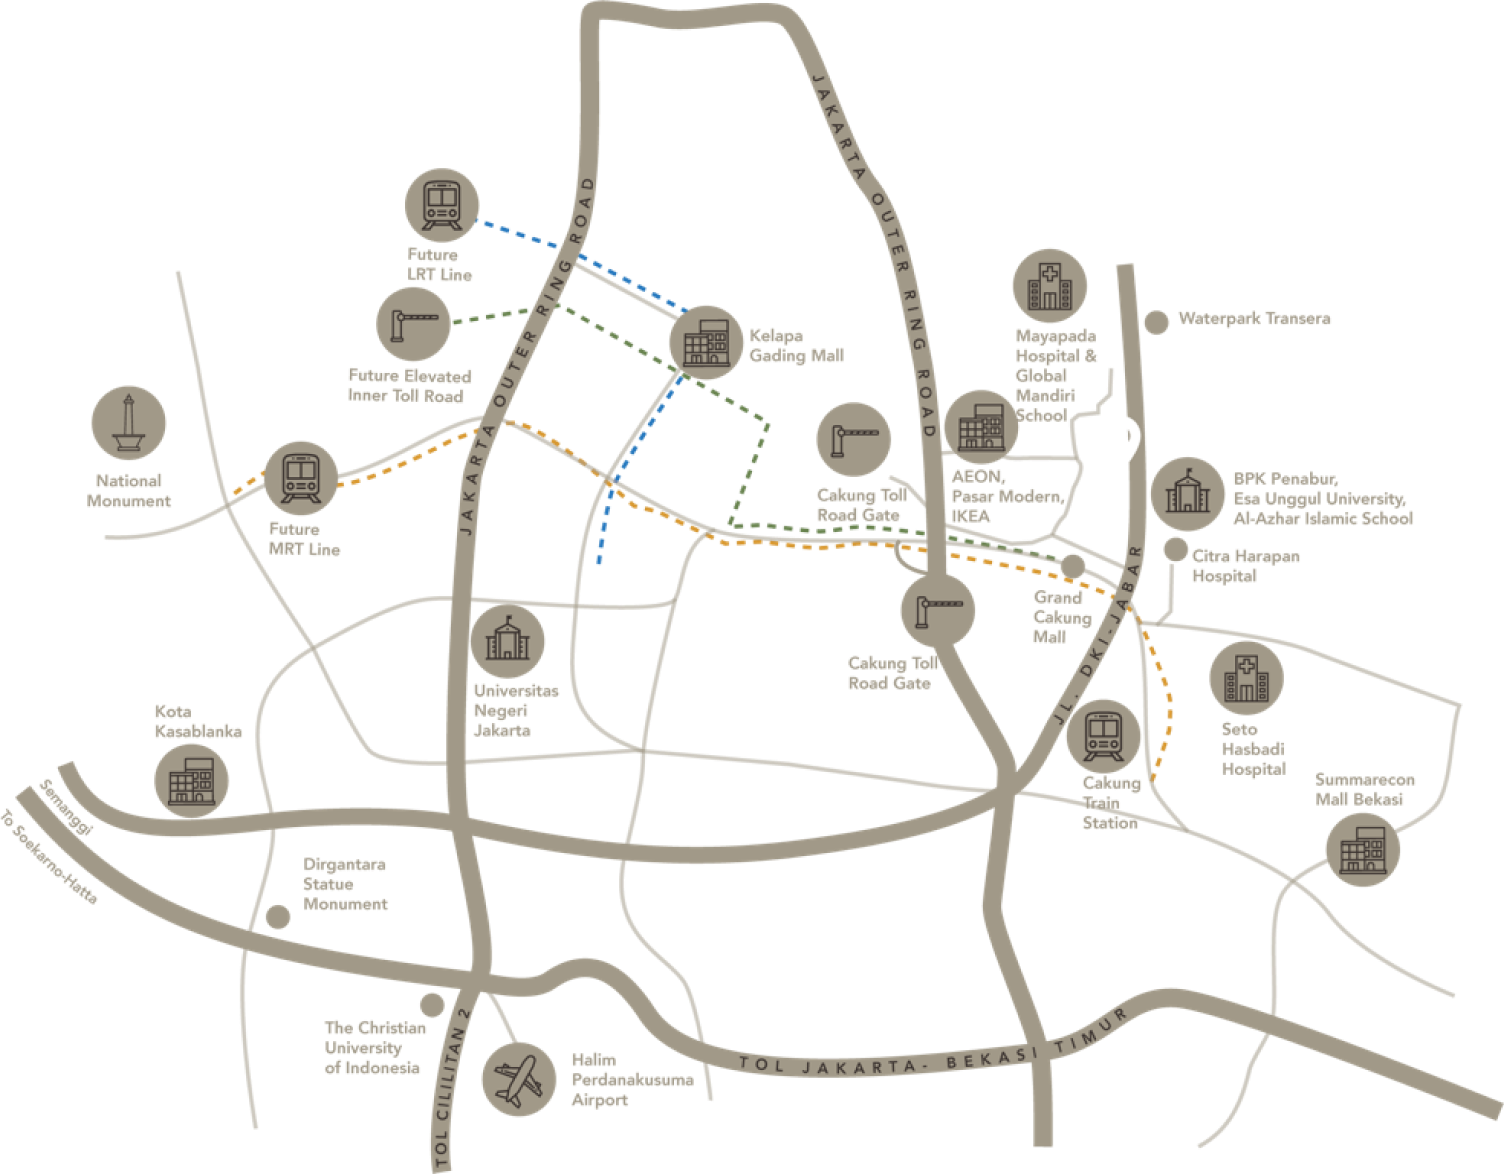 JAKARTA OUTER RING ROAD
JAKARTA OUTER RING ROAD
Future
LRT Line
Future Elevated
Inner Toll Road
Kelapa
Gading Mall
Mayapada
Hospital &
Global
Mandiri
School
Waterpark Transera
National
Monument
Future
MRT Line
Cakung Toll
Road Gate
AEON,
Pasar Modern,
IKEA
BPK Penabur,
Esa Unggul University,
Al-Azhar Islamic School
Citra Harapan
Hospital
Grand
Cakung
Mall
JL. DKI-JABAR
Cakung Toll
Road Gate
Universitas
Negeri
Jakarta
Kota
Kasablanka
Seto
Hasbadi
Hospital
Cakung
Train
Station
Summarecon
Mall Bekasi
Semanggi
To Soekarno-Hatta
Dirgantara
Statue
Monument
The Christian
University
of Indonesia
TOL CILILITAN 2
Halim
Perdanakusuma
Airport
TOL JAKARTA- BEKASI TIMUR